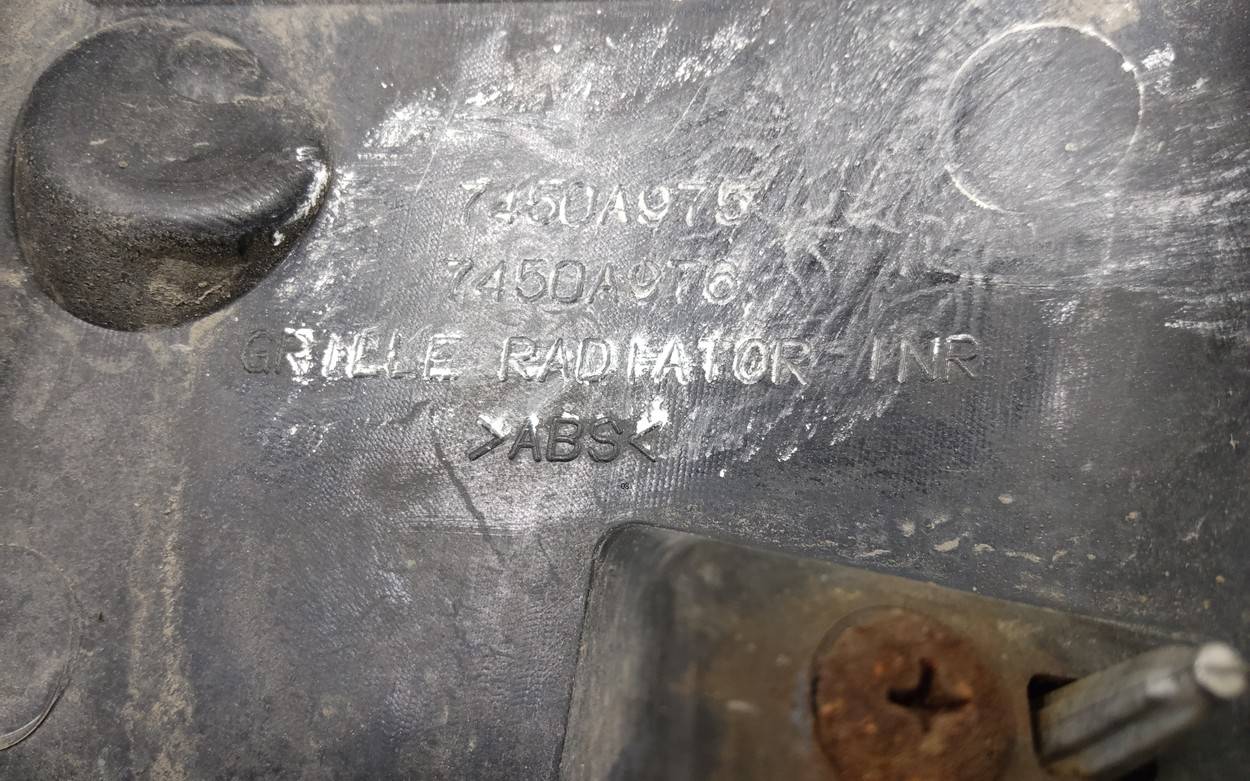 7450A975
7450A976
GRILLE RADIATOR INR
>ABS<